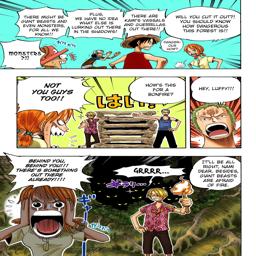 THERE MIGHT BE
GIANT BEASTS AND
EVEN MONSTERS,
FOR ALL WE
KNOW!!
PLUS,
WE HAVE NO IDEA
WHAT ELSE IS
LURKING OUT THERE
IN THE SHADOWS!
THERE ARE
KAMI'S VASSALS
AND GUERRILLAS
OUT THERE!!
WILL YOU CUT IT OUT?!
YOU SHOULD KNOW
HOW DANGEROUS
THIS FOREST IS!
MONSTERS
?!!
NOT
YOU GUYS
TOO!!
HOW'S THIS
FOR A
BONFIRE?
HEY, LUFFY!!!
BEHIND YOU,
BEHIND YOU!!!
THERE'S SOMETHING
OUT THERE
ALREADY!!!!
GRRRR...
IT'LL BE ALL
RIGHT, NAMI
DEAR. BESIDES,
GIANT BEASTS
ARE AFRAID
OF FIRE.